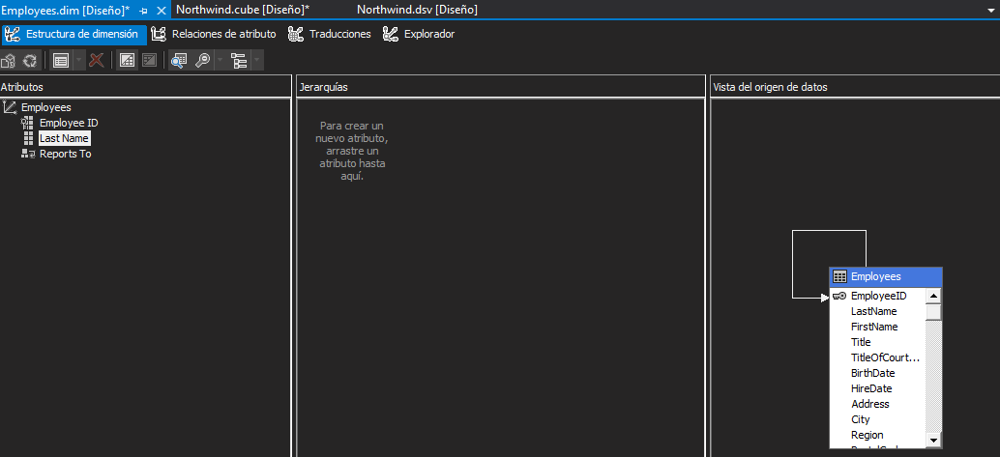 Employees.dim [Diseño]*
Northwind.cube [Diseño]*
Northwind.dsv [Diseño]
Estructura de dimensión
Relaciones de atributo
Traducciones
Explorador
Atributos
Employees
Employee ID
Last Name
Reports To
Jerarquías
Para crear un
nuevo atributo,
arrastre un
atributo hasta
aquí.
Vista del origen de datos
Employees
EmployeeID
LastName
FirstName
Title
TitleOfCourt...
BirthDate
HireDate
Address
City
Region